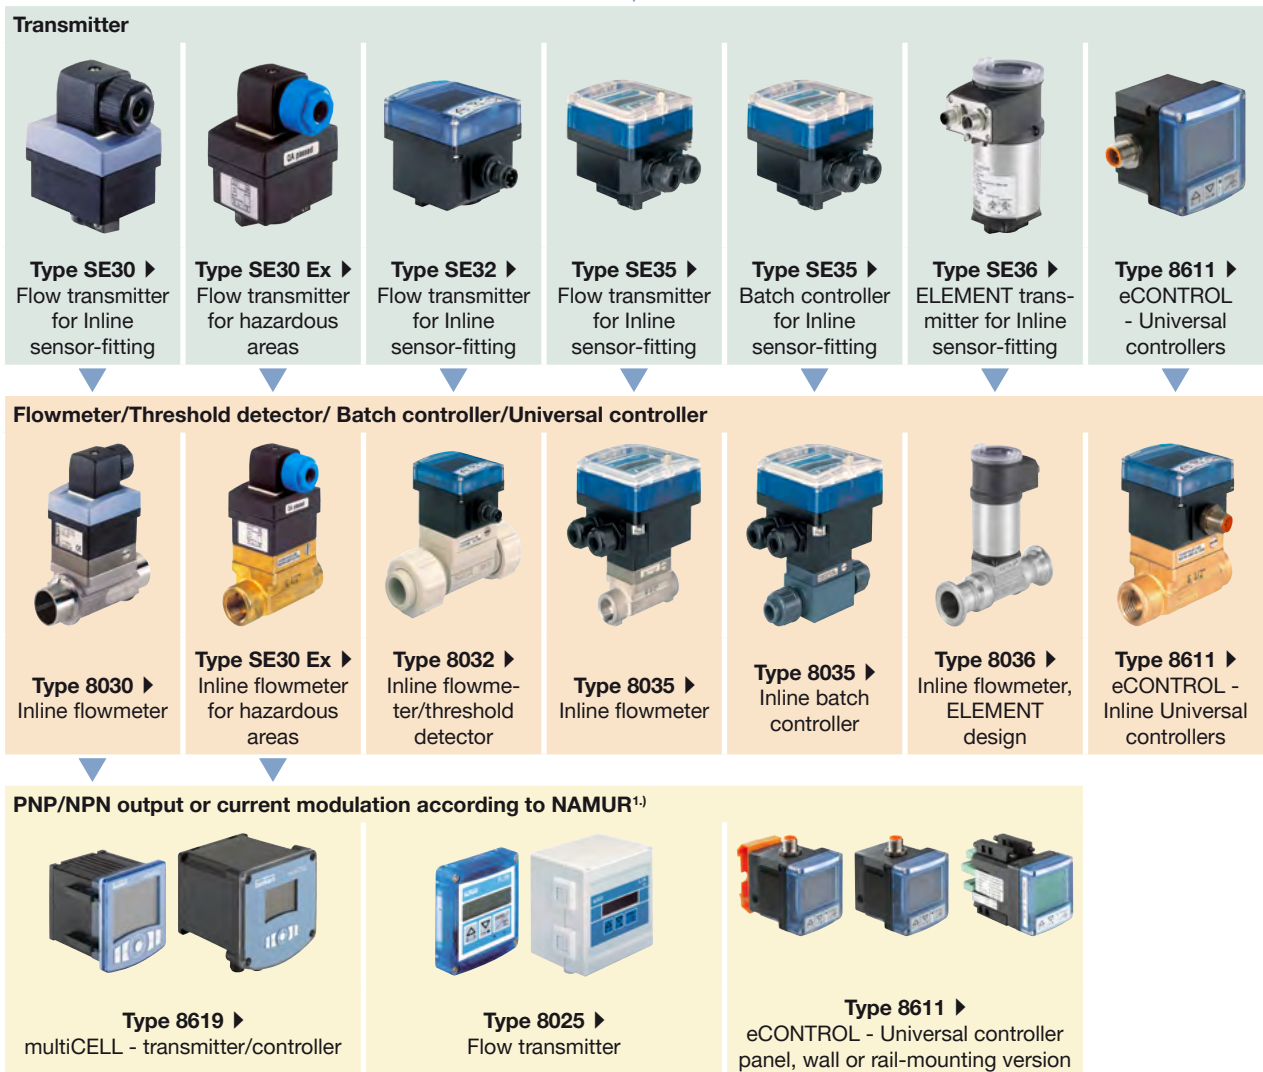 Transmitter
QA passed
Type SE30 ▶
Flow transmitter
for Inline
sensor-fitting
Type SE30 Ex ▶
Flow transmitter
for hazardous
areas
Type SE32 ▶
Flow transmitter
for Inline
sensor-fitting
Type SE35 ▶
Flow transmitter
for Inline
sensor-fitting
Type SE35 ▶
Batch controller
for Inline
sensor-fitting
Type SE36 ▶
ELEMENT trans-
mitter for Inline
sensor-fitting
Type 8611 ▶
eCONTROL
- Universal
controllers
Flowmeter/Threshold detector/ Batch controller/Universal controller
QA passed
Type 8030 ▶
Inline flowmeter
Type SE30 Ex ▶
Inline flowmeter
for hazardous
areas
Type 8032 ▶
Inline flowme-
ter/threshold
detector
Type 8035 ▶
Inline flowmeter
Type 8035 ▶
Inline batch
controller
Type 8036 ▶
Inline flowmeter,
ELEMENT
design
Type 8611 ▶
eCONTROL -
Inline Universal
controllers
PNP/NPN output or current modulation according to NAMUR¹·⁾
Type 8619 ▶
multiCELL - transmitter/controller
Type 8025 ▶
Flow transmitter
Type 8611 ▶
eCONTROL - Universal controller
panel, wall or rail-mounting version